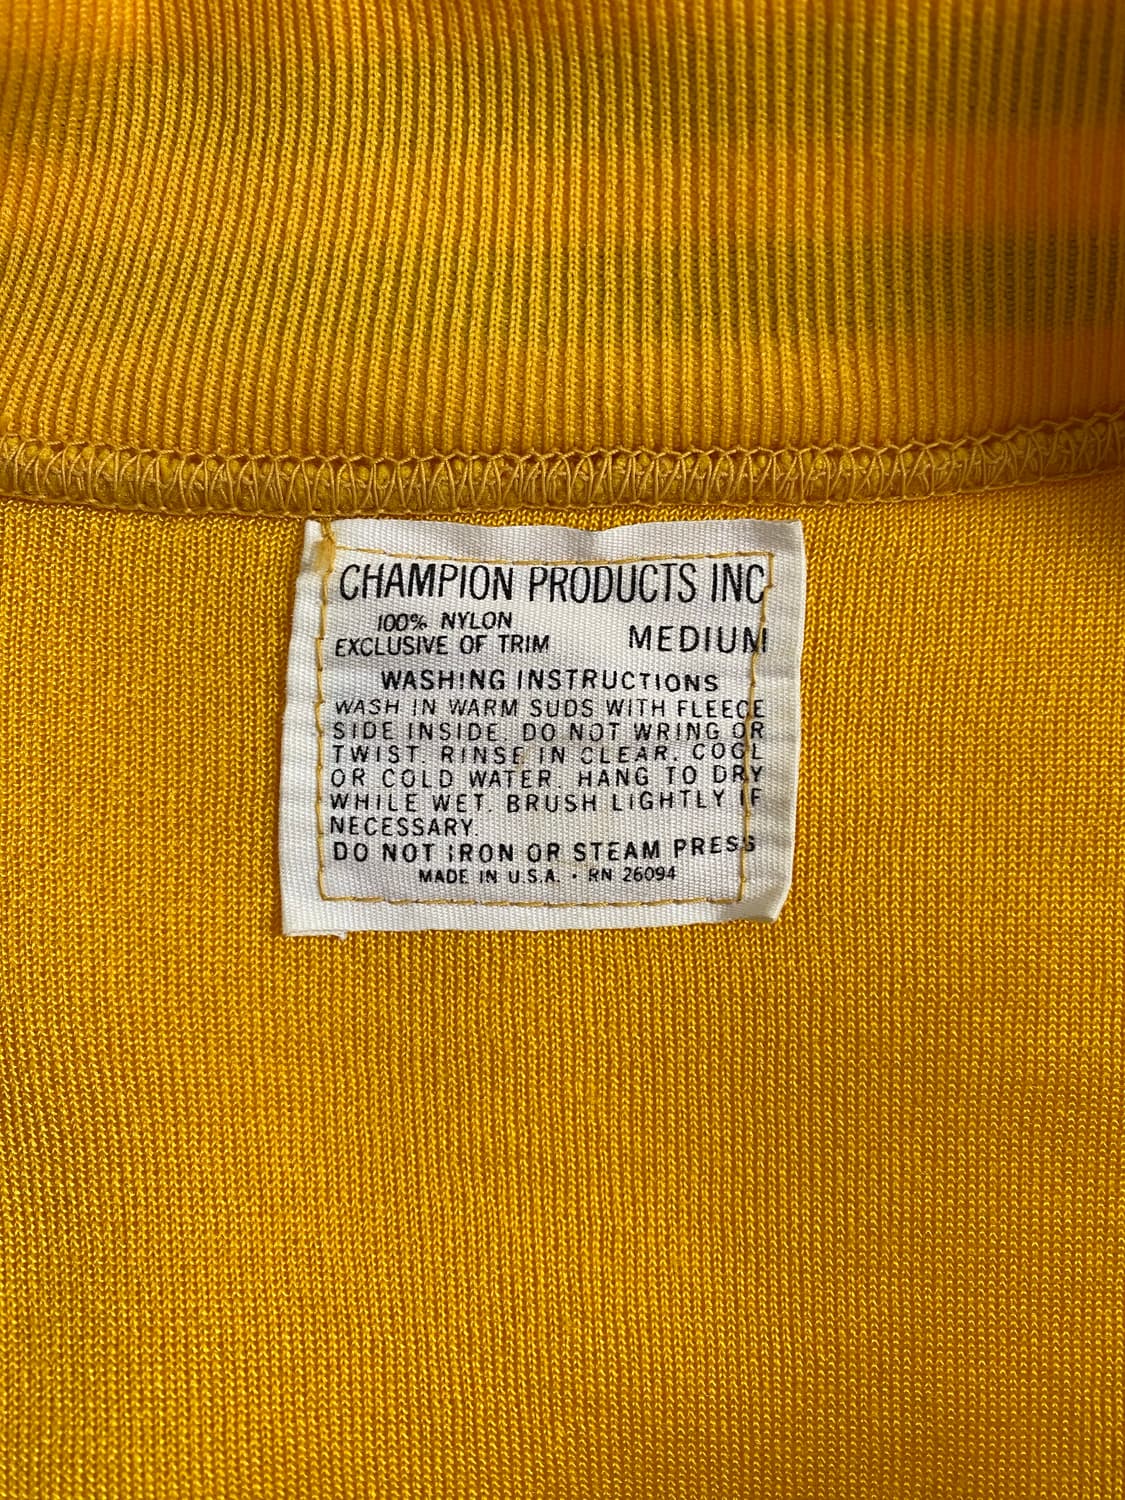 CHAMPION PRODUCTS INC
100% NYLON
EXCLUSIVE OF TRIM MEDIUM
WASHING INSTRUCTIONS
WASH IN WARM SUDS WITH FLEECE
SIDE INSIDE. DO NOT WRING OR
TWIST. RINSE IN CLEAR. COOL
OR COLD WATER. HANG TO DRY
WHILE WET. BRUSH LIGHTLY IF
NECESSARY.
DO NOT IRON OR STEAM PRESS
MADE IN U.S.A. • RN 26094